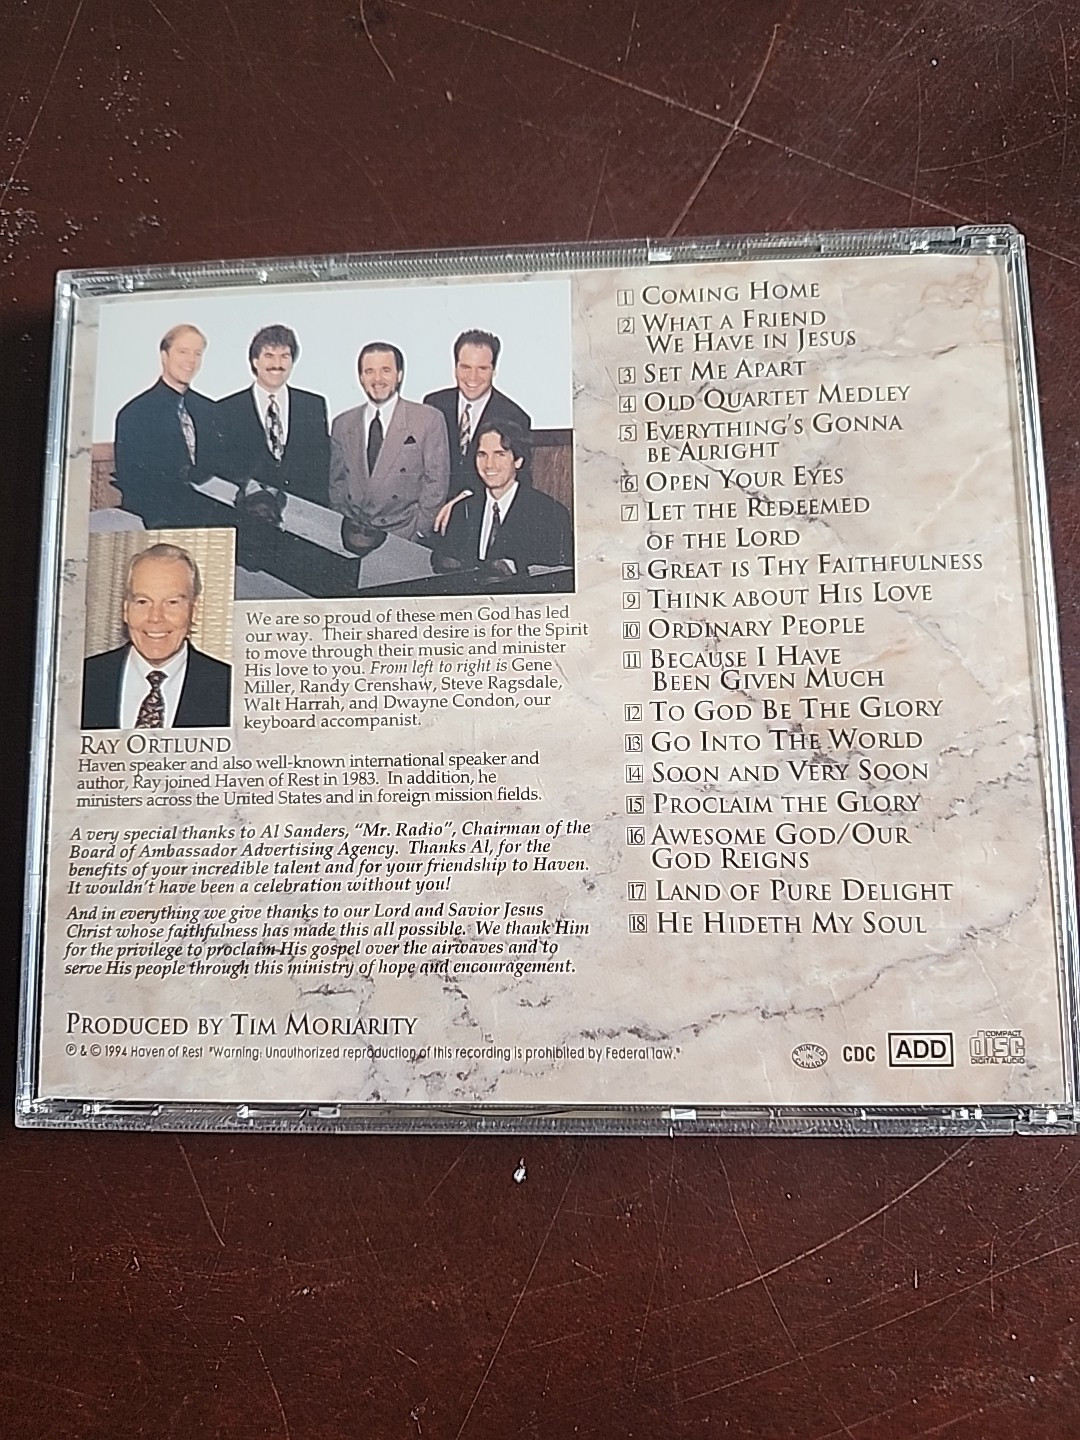 We are so proud of these men God has led
our way. Their shared desire is for the Spirit
to move through their music and minister
His love to you. From left to right is Gene
Miller, Randy Crenshaw, Steve Ragsdale,
Walt Harrah, and Dwayne Condon, our
keyboard accompanist.
RAY ORTLUND
Haven speaker and also well-known international speaker and
author, Ray joined Haven of Rest in 1983. In addition, he
ministers across the United States and in foreign mission fields.
A very special thanks to Al Sanders, "Mr. Radio", Chairman of the
Board of Ambassador Advertising Agency. Thanks Al, for the
benefits of your incredible talent and for your friendship to Haven.
It wouldn't have been a celebration without you!
And in everything we give thanks to our Lord and Savior Jesus
Christ whose faithfulness has made this all possible. We thank Him
for the privilege to proclaim His gospel over the airwaves and to
serve His people through this ministry of hope and encouragement.
PRODUCED BY TIM MORIARITY
℗ & © 1994 Haven of Rest "Warning: Unauthorized reproduction of this recording is prohibited by Federal law."
1 COMING HOME
2 WHAT A FRIEND
WE HAVE IN JESUS
3 SET ME APART
4 OLD QUARTET MEDLEY
5 EVERYTHING'S GONNA
BE ALRIGHT
6 OPEN YOUR EYES
7 LET THE REDEEMED
OF THE LORD
8 GREAT IS THY FAITHFULNESS
9 THINK ABOUT HIS LOVE
10 ORDINARY PEOPLE
11 BECAUSE I HAVE
BEEN GIVEN MUCH
12 TO GOD BE THE GLORY
13 GO INTO THE WORLD
14 SOON AND VERY SOON
15 PROCLAIM THE GLORY
16 AWESOME GOD/OUR
GOD REIGNS
17 LAND OF PURE DELIGHT
18 HE HIDETH MY SOUL
PRINTED
IN
CANADA
CDC
ADD
COMPACT
disc
DIGITAL AUDIO